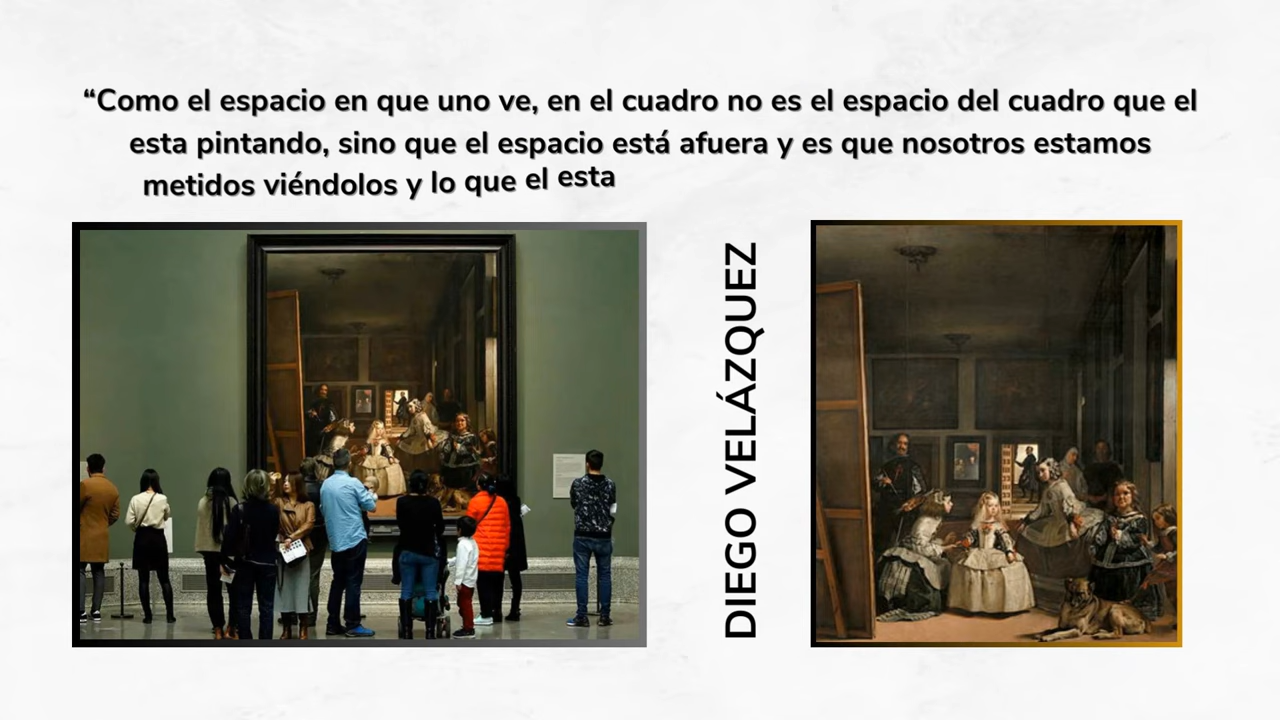 “Como el espacio en que uno ve, en el cuadro no es el espacio del cuadro que el
esta pintando, sino que el espacio está afuera y es que nosotros estamos
metidos viéndolos y lo que el esta
DIEGO VELÁZQUEZ